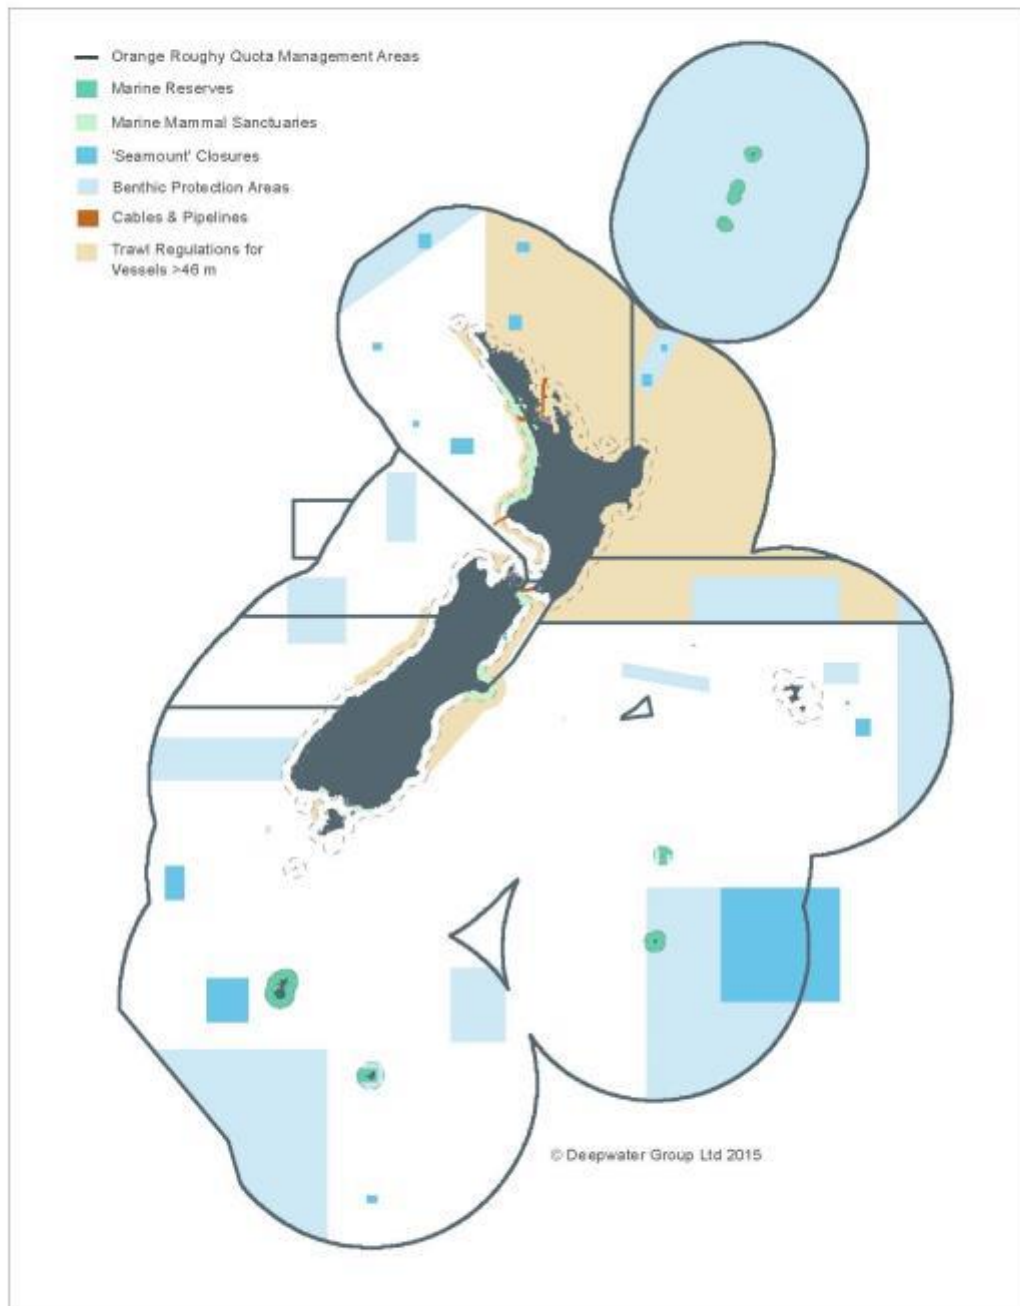 Orange Roughy Quota Management Areas
Marine Reserves
Marine Mammal Sanctuaries
'Seamount' Closures
Benthic Protection Areas
Cables & Pipelines
Trawl Regulations for
Vessels >46 m
© Deepwater Group Ltd 2015